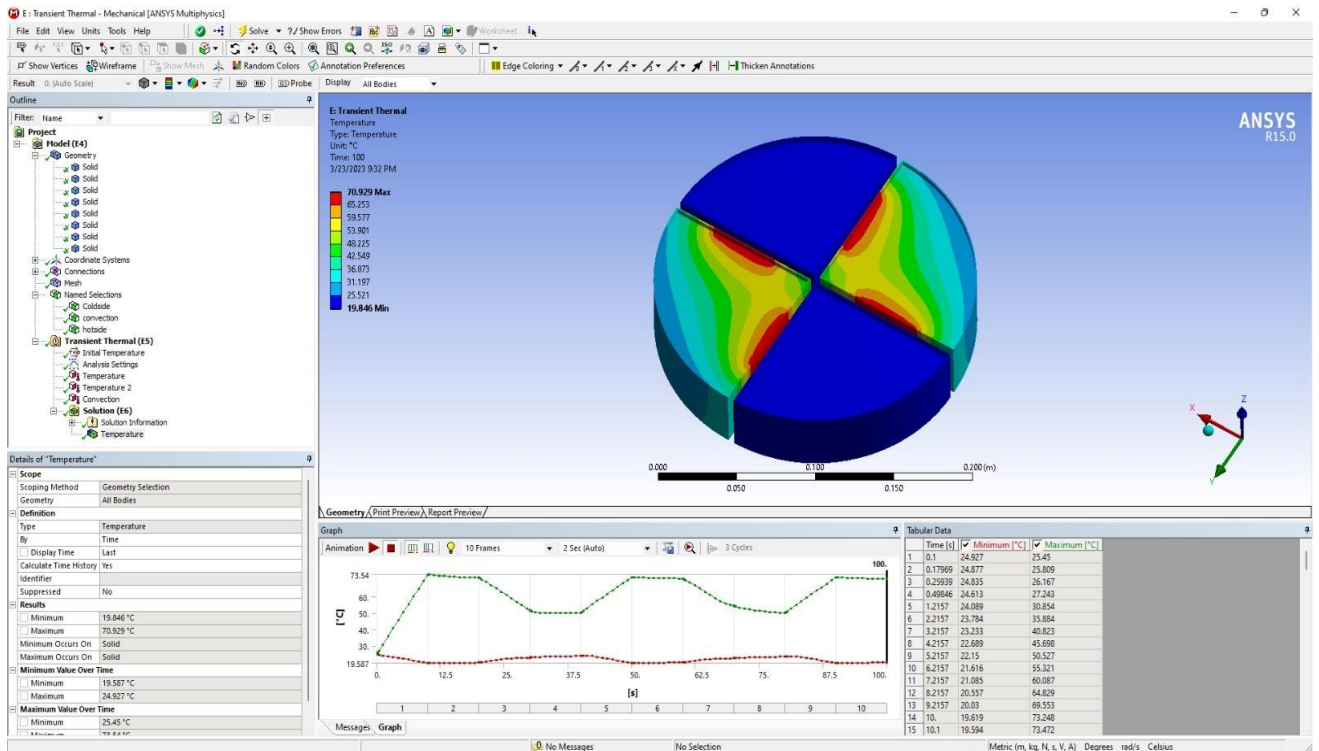 E : Transient Thermal - Mechanical [ANSYS Multiphysics]
File Edit View Units Tools Help Solve ?/Show Errors Worksheet
Show Vertices Wireframe Show Mesh Random Colors Annotation Preferences Edge Coloring Thicken Annotations
Result 0. (Auto Scale) Probe Display All Bodies
Outline
Filter: Name
Project
Model (E4)
Geometry
Solid
Solid
Solid
Solid
Solid
Solid
Solid
Solid
Coordinate Systems
Connections
Mesh
Named Selections
Coldside
convection
hotside
Transient Thermal (E5)
Initial Temperature
Analysis Settings
Temperature
Temperature 2
Convection
Solution (E6)
Solution Information
Temperature
E: Transient Thermal
Temperature
Type: Temperature
Unit: °C
Time: 100
3/23/2023 9:32 PM
70.929 Max
65.253
59.577
53.901
48.225
42.549
36.873
31.197
25.521
19.846 Min
ANSYS
R15.0
X
Z
Y
0.000 0.100 0.200 (m)
0.050 0.150
Geometry Print Preview Report Preview
Details of "Temperature"
Scope
Scoping Method Geometry Selection
Geometry All Bodies
Definition
Type Temperature
By Time
Display Time Last
Calculate Time History Yes
Identifier
Suppressed No
Results
Minimum 19.846 °C
Maximum 70.929 °C
Minimum Occurs On Solid
Maximum Occurs On Solid
Minimum Value Over Time
Minimum 19.587 °C
Maximum 24.927 °C
Maximum Value Over Time
Minimum 25.45 °C
Maximum 73.54 °C
Graph
Animation 10 Frames 2 Sec (Auto) 3 Cycles
100.
73.54
60.
50.
40.
30.
19.587
[°C]
0. 12.5 25. 37.5 50. 62.5 75. 87.5 100.
[s]
1 2 3 4 5 6 7 8 9 10
Messages Graph
Tabular Data
Time [s] Minimum [°C] Maximum [°C]
1 0.1 24.927 25.45
2 0.17969 24.877 25.809
3 0.25939 24.835 26.167
4 0.49846 24.613 27.243
5 1.2157 24.089 30.854
6 2.2157 23.784 35.884
7 3.2157 23.233 40.823
8 4.2157 22.689 45.698
9 5.2157 22.15 50.527
10 6.2157 21.616 55.321
11 7.2157 21.085 60.087
12 8.2157 20.557 64.829
13 9.2157 20.03 69.553
14 10. 19.619 73.248
15 10.1 19.594 73.472
No Messages No Selection Metric (m, kg, N, s, V, A) Degrees rad/s Celsius